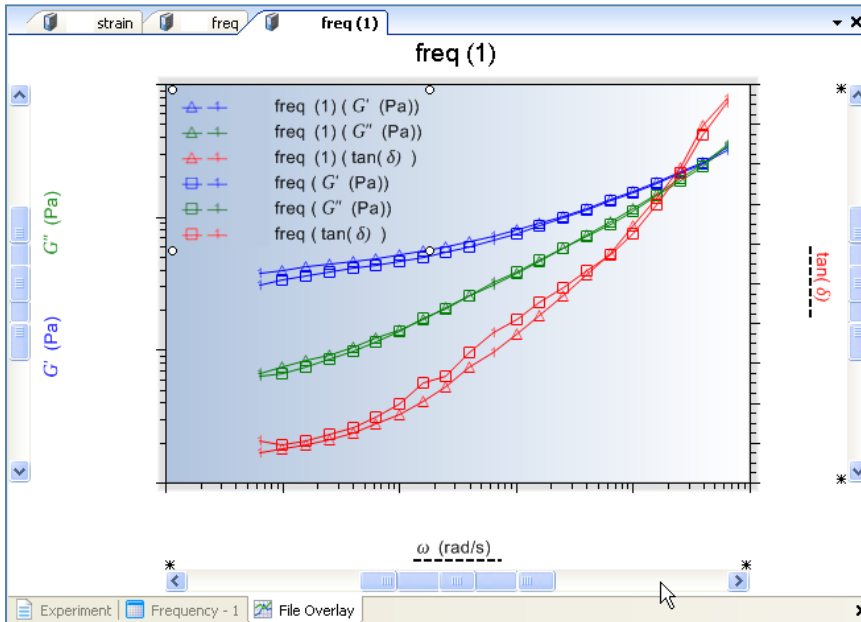 strain
freq
freq (1)
freq (1)
freq (1) ( G' (Pa))
freq (1) ( G" (Pa))
freq (1) ( tan( δ) )
freq ( G' (Pa))
freq ( G" (Pa))
freq ( tan( δ) )
G" (Pa)
G' (Pa)
tan( δ)
ω (rad/s)
Experiment
Frequency - 1
File Overlay